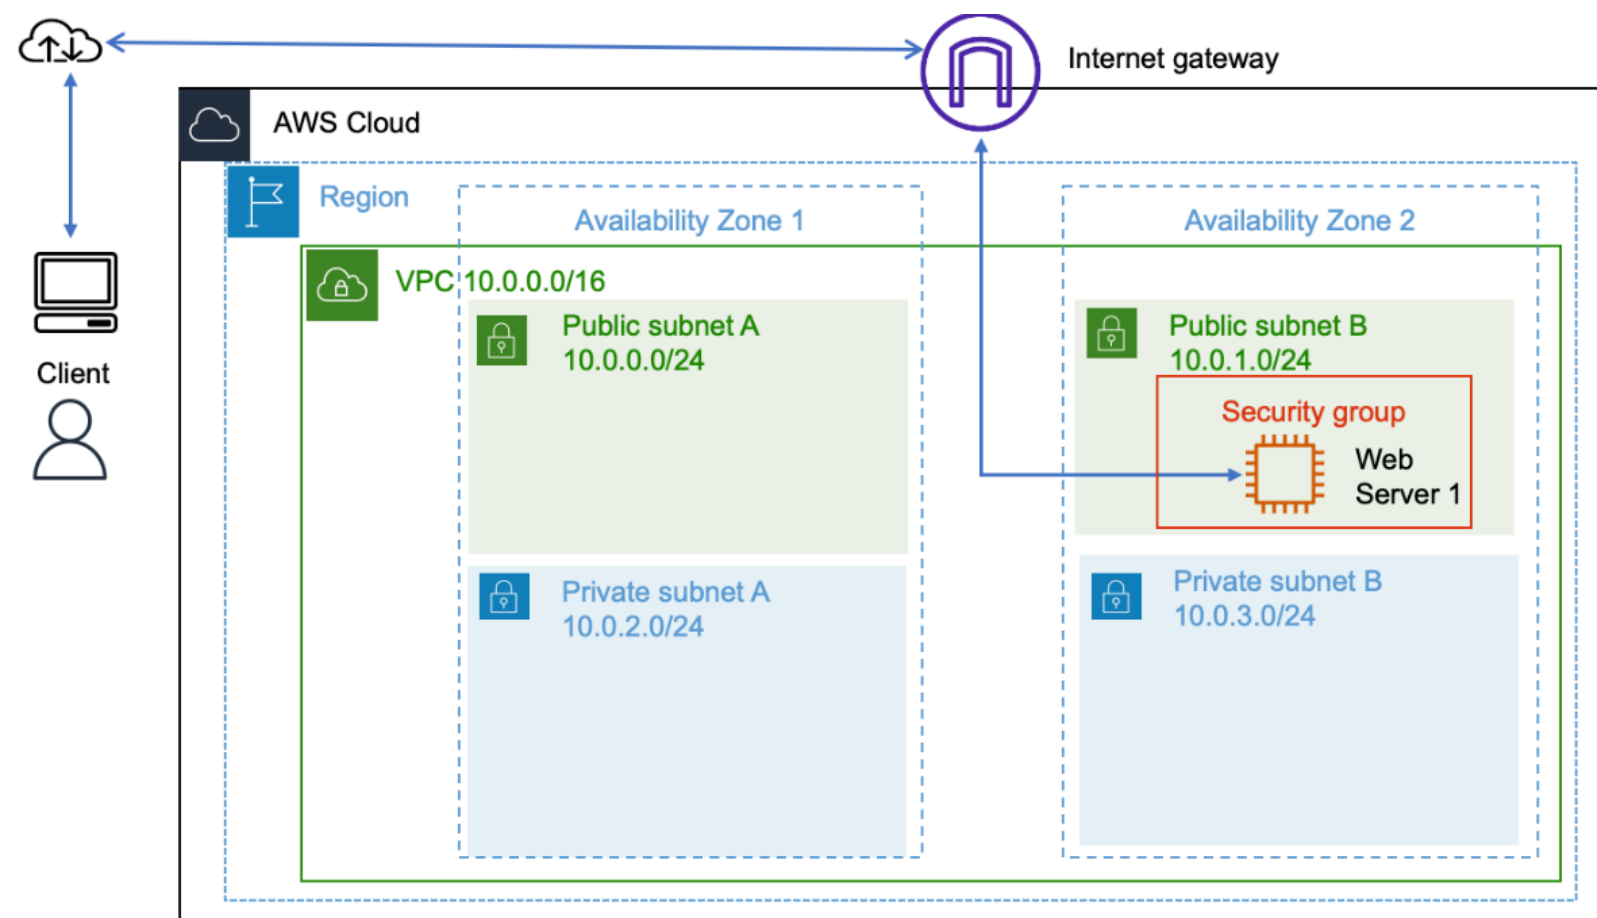 Internet gateway
AWS Cloud
Region
Availability Zone 1
Availability Zone 2
VPC 10.0.0.0/16
Public subnet A
10.0.0.0/24
Public subnet B
10.0.1.0/24
Client
Security group
Web
Server 1
Private subnet A
10.0.2.0/24
Private subnet B
10.0.3.0/24